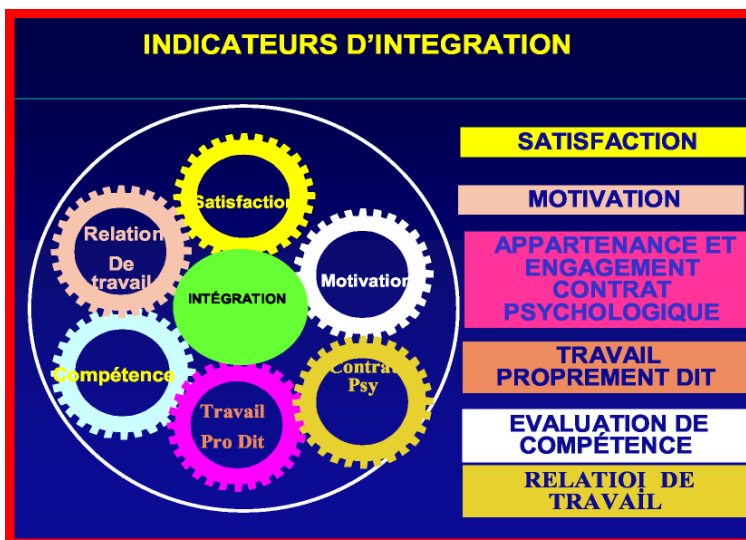 INDICATEURS D'INTEGRATION
Satisfaction
Relation
De
travail
Motivation
INTÉGRATION
Compétence
Contrat
Psy
Travail
Pro Dit
SATISFACTION
MOTIVATION
APPARTENANCE ET
ENGAGEMENT
CONTRAT
PSYCHOLOGIQUE
TRAVAIL
PROPREMENT DIT
EVALUATION DE
COMPÉTENCE
RELATIOI DE
TRAVAİL